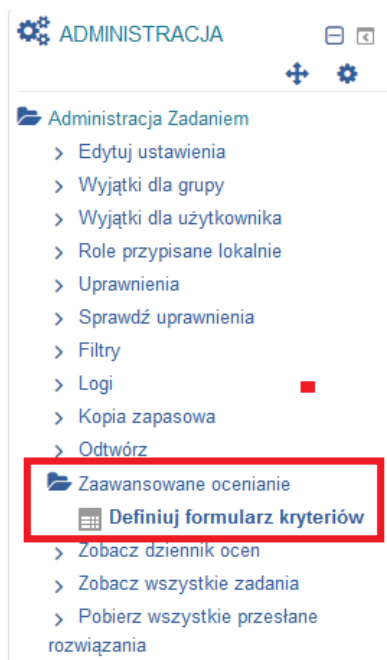 ADMINISTRACJA
Administracja Zadaniem
Edytuj ustawienia
Wyjątki dla grupy
Wyjątki dla użytkownika
Role przypisane lokalnie
Uprawnienia
Sprawdź uprawnienia
Filtry
Logi
Kopia zapasowa
Odtwórz
Zaawansowane ocenianie
Definiuj formularz kryteriów
Zobacz dziennik ocen
Zobacz wszystkie zadania
Pobierz wszystkie przesłane
rozwiązania